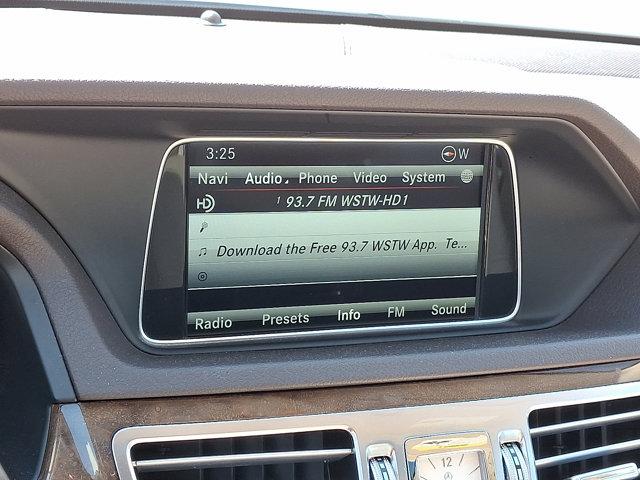 3:25 W
Navi Audio Phone Video System
HD 1 93.7 FM WSTW-HD1
Download the Free 93.7 WSTW App. Te...
Radio Presets Info FM Sound
12